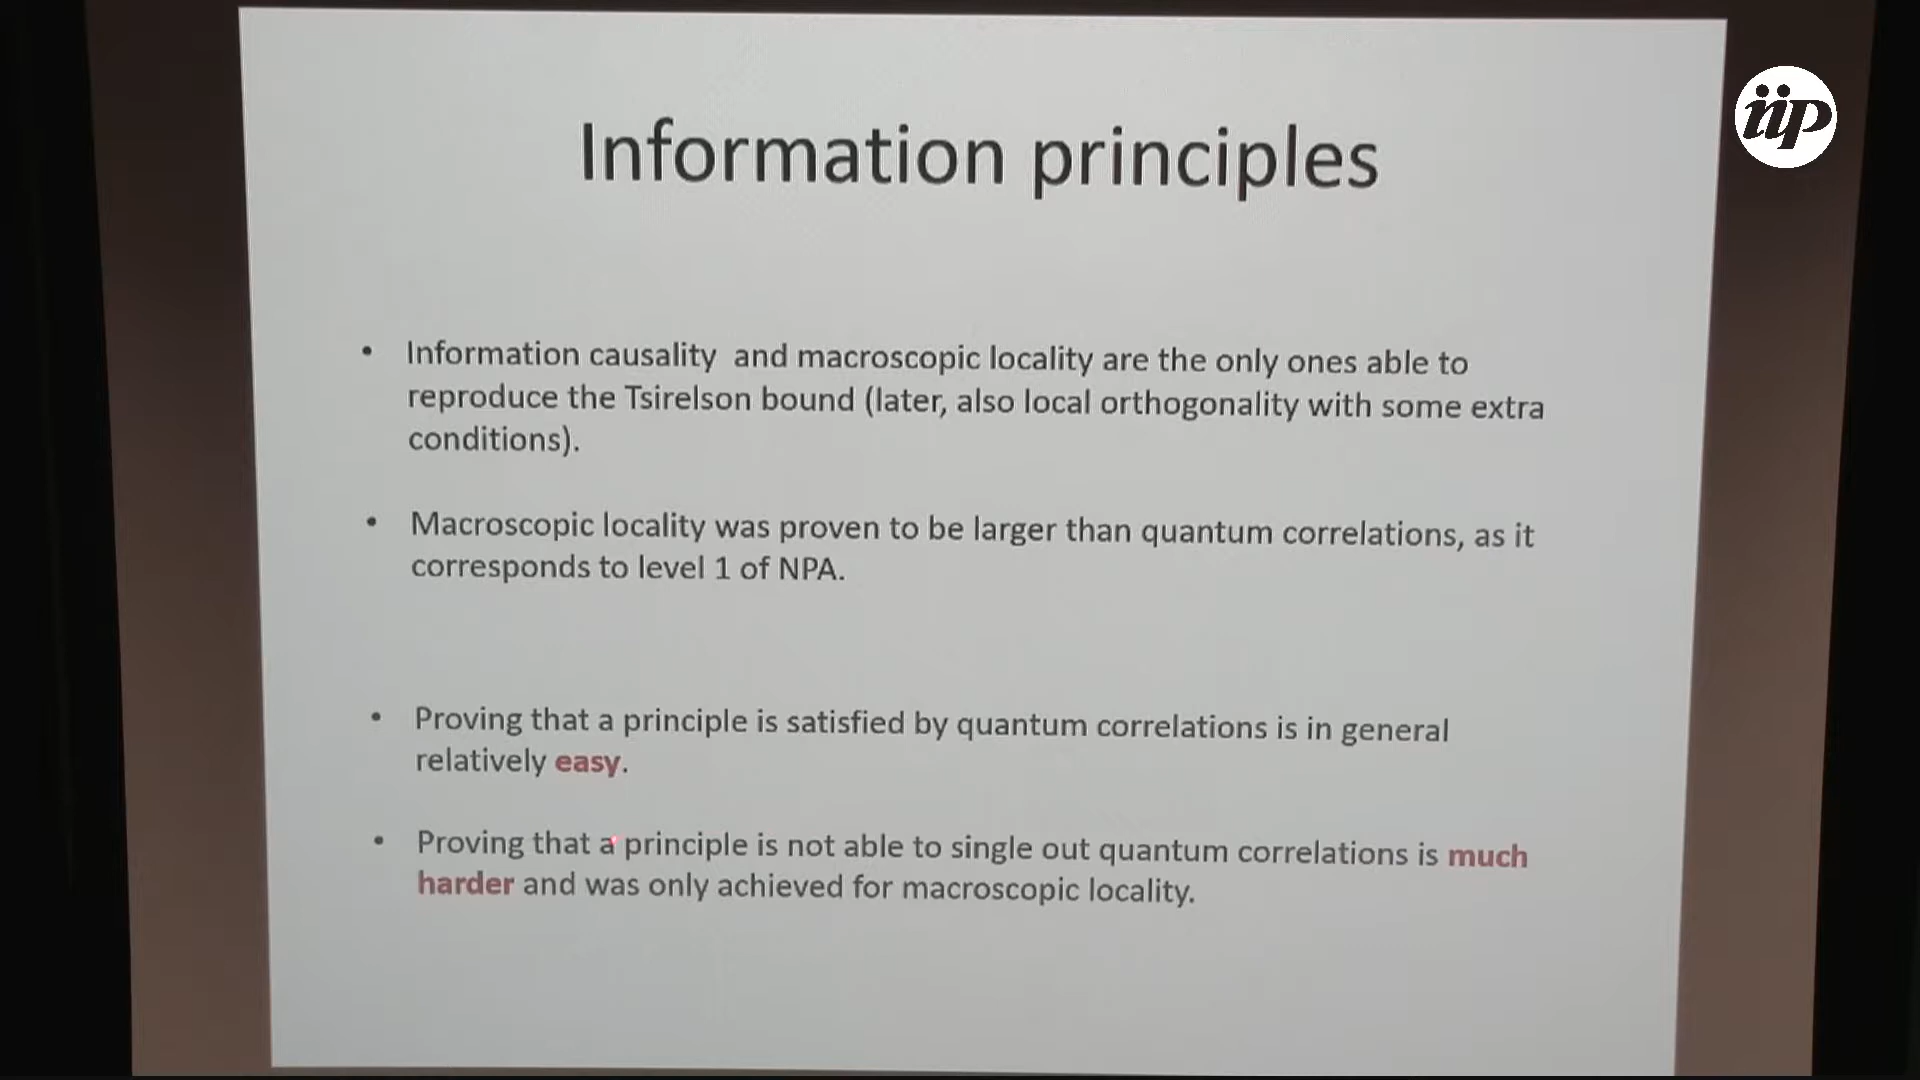 iip
Information principles
• Information causality and macroscopic locality are the only ones able to
reproduce the Tsirelson bound (later, also local orthogonality with some extra
conditions).
• Macroscopic locality was proven to be larger than quantum correlations, as it
corresponds to level 1 of NPA.
• Proving that a principle is satisfied by quantum correlations is in general
relatively easy.
• Proving that a principle is not able to single out quantum correlations is much
harder and was only achieved for macroscopic locality.